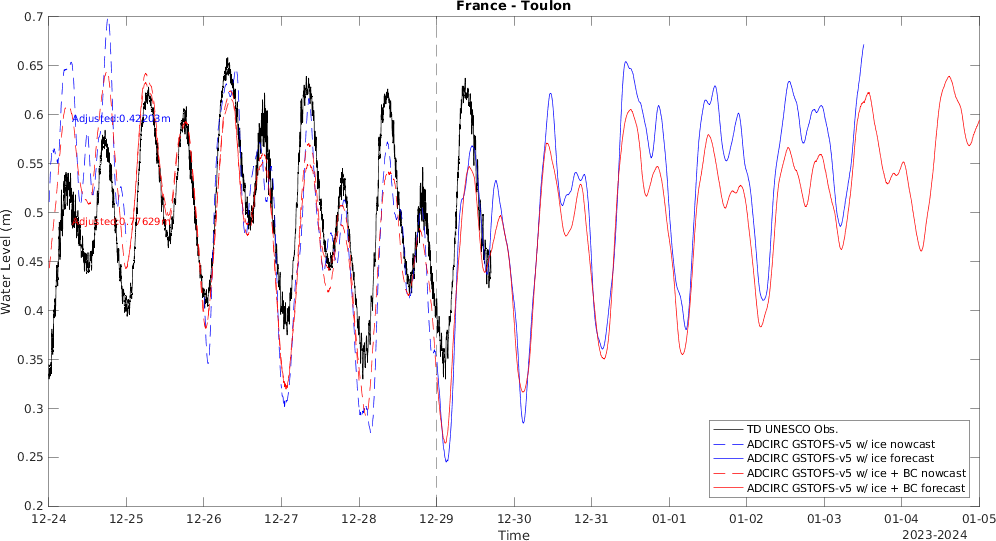 France - Toulon
Water Level (m)
0.7
0.65
0.6
0.55
0.5
0.45
0.4
0.35
0.3
0.25
0.2
Adjusted:0.42203m
TD UNESCO Obs.
ADCIRC GSTOFS-v5 w/ ice nowcast
ADCIRC GSTOFS-v5 w/ ice forecast
ADCIRC GSTOFS-v5 w/ ice + BC nowcast
ADCIRC GSTOFS-v5 w/ ice + BC forecast
12-24 12-25 12-26 12-27 12-28 12-29 12-30 12-31 01-01 01-02 01-03 01-04 01-05
Time
2023-2024